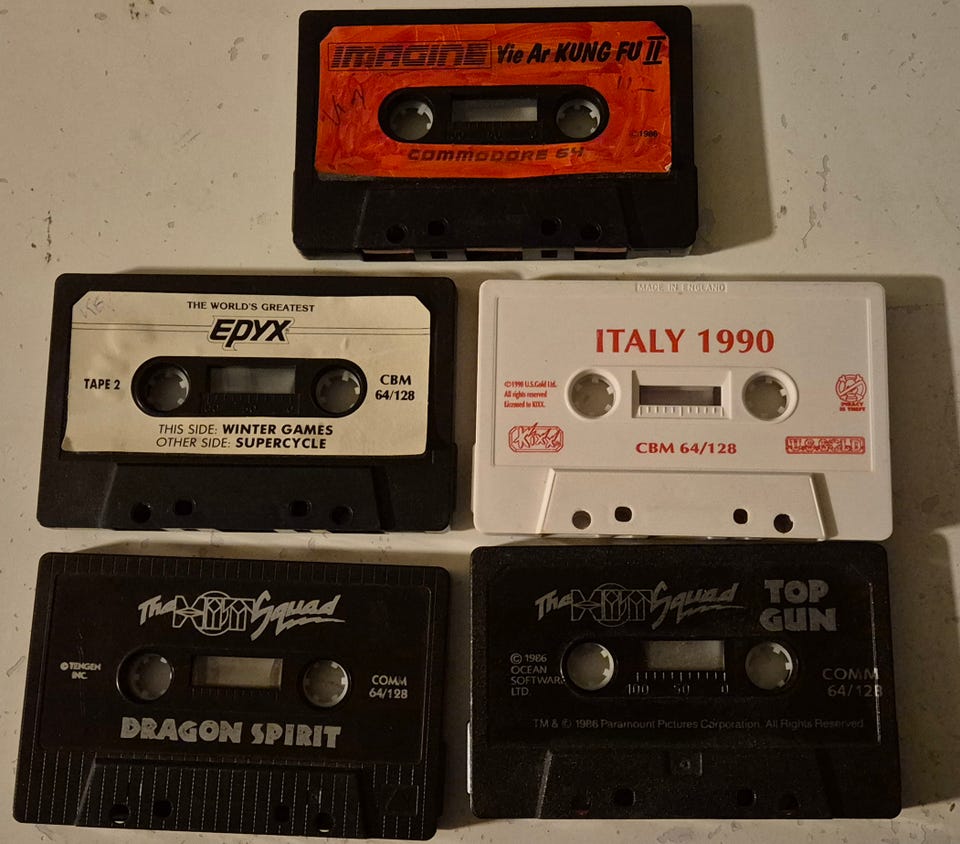 IMAGINE Yie Ar KUNG FU II
©1986
COMMODORE 64
THE WORLD'S GREATEST
EPYX
TAPE 2
CBM
64/128
THIS SIDE: WINTER GAMES
OTHER SIDE: SUPERCYCLE
MADE IN ENGLAND
ITALY 1990
©1990 U.S.Gold Ltd.
All rights reserved
Licensed to KIXX.
PIRACY
IS THEFT
KIXX
CBM 64/128
U.S. GOLD
The HIT Squad
© TENGEN
INC.
COMM
64/128
DRAGON SPIRIT
The HIT Squad
TOP
GUN
© 1986
OCEAN
SOFTWARE
LTD
100 50 0
COMM
64/128
TM & © 1986 Paramount Pictures Corporation. All Rights Reserved